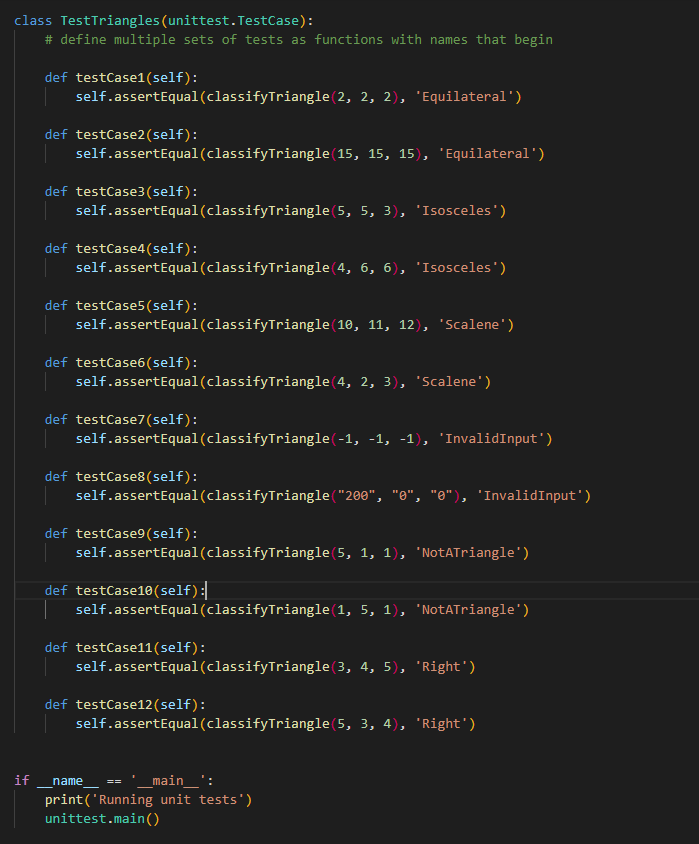 class TestTriangles(unittest.TestCase):
    # define multiple sets of tests as functions with names that begin

    def testCase1(self):
        self.assertEqual(classifyTriangle(2, 2, 2), 'Equilateral')

    def testCase2(self):
        self.assertEqual(classifyTriangle(15, 15, 15), 'Equilateral')

    def testCase3(self):
        self.assertEqual(classifyTriangle(5, 5, 3), 'Isosceles')

    def testCase4(self):
        self.assertEqual(classifyTriangle(4, 6, 6), 'Isosceles')

    def testCase5(self):
        self.assertEqual(classifyTriangle(10, 11, 12), 'Scalene')

    def testCase6(self):
        self.assertEqual(classifyTriangle(4, 2, 3), 'Scalene')

    def testCase7(self):
        self.assertEqual(classifyTriangle(-1, -1, -1), 'InvalidInput')

    def testCase8(self):
        self.assertEqual(classifyTriangle("200", "0", "0"), 'InvalidInput')

    def testCase9(self):
        self.assertEqual(classifyTriangle(5, 1, 1), 'NotATriangle')

    def testCase10(self):
        self.assertEqual(classifyTriangle(1, 5, 1), 'NotATriangle')

    def testCase11(self):
        self.assertEqual(classifyTriangle(3, 4, 5), 'Right')

    def testCase12(self):
        self.assertEqual(classifyTriangle(5, 3, 4), 'Right')


if __name__ == '__main__':
    print('Running unit tests')
    unittest.main()